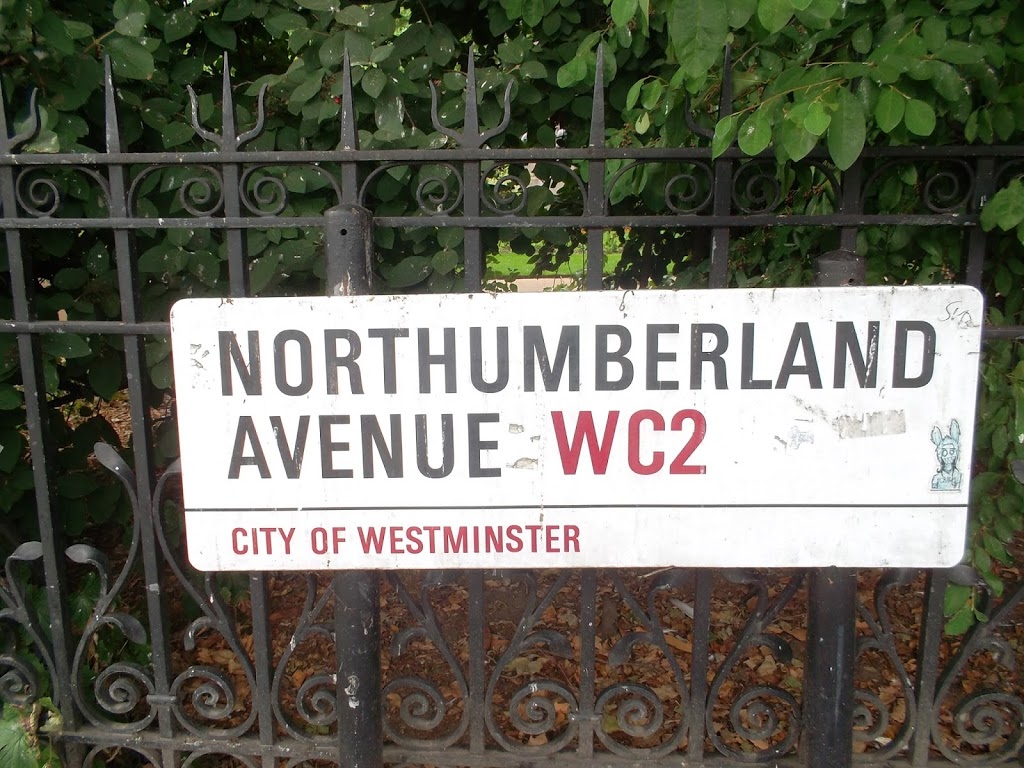 NORTHUMBERLAND
AVENUE WC2
CITY OF WESTMINSTER